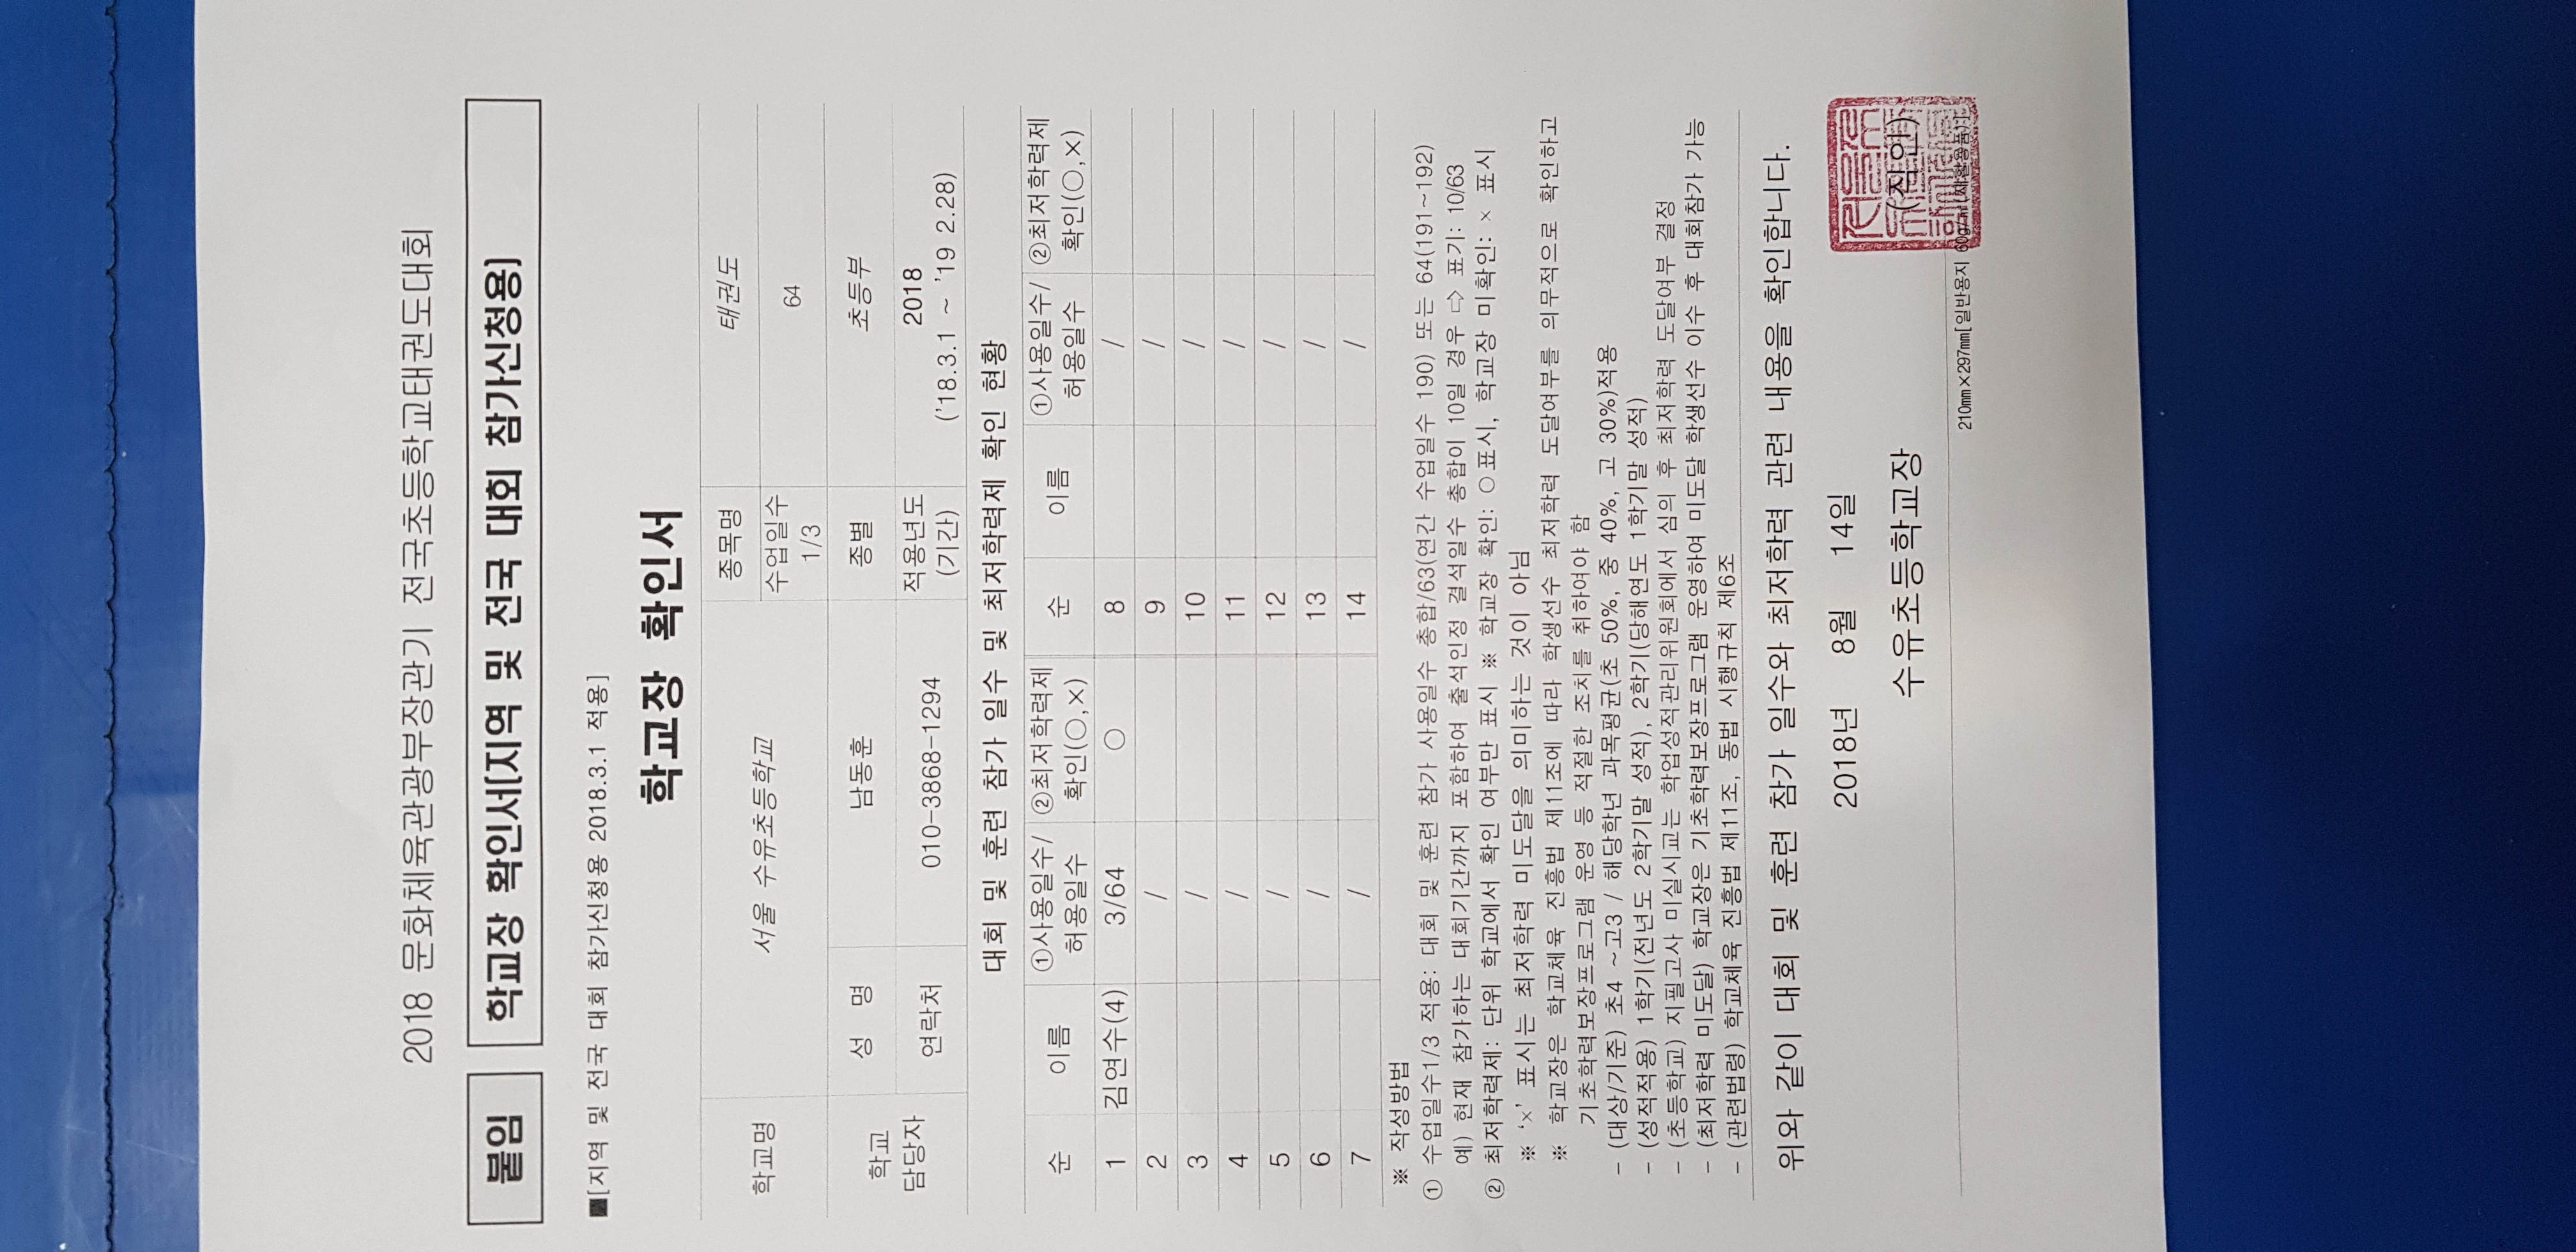 2018 문화체육관광부장관기 전국초등학교태권도대회
붙임 학교장 확인서[지역 및 전국 대회 참가신청용]
■[지역 및 전국 대회 참가신청용 2018.3.1 적용]
학교장 확인서
학교명 서울 수유초등학교 종목명 태권도
수업일수 1/3 64
학교 담당자 성 명 남동훈 종별 초등부
연락처 010-3868-1294 적용년도 (기간) 2018 ('18.3.1 ~ '19 2.28)
대회 및 훈련 참가 일수 및 최저학력제 확인 현황
순 이름 ①사용일수/허용일수 ②최저학력제 확인(○,×) 순 이름 ①사용일수/허용일수 ②최저학력제 확인(○,×)
1 김연수(4) 3/64 ○ 8 /
2 / 9 /
3 / 10 /
4 / 11 /
5 / 12 /
6 / 13 /
7 / 14 /
※ 작성방법
① 수업일수1/3 적용: 대회 및 훈련 참가 사용일수 총합/63(연간 수업일수 190) 또는 64(191~192)
예) 현재 참가하는 대회기간까지 포함하여 출석인정 결석일수 총합이 10일 경우 ⇨ 표기: 10/63
② 최저학력제: 단위 학교에서 확인 여부만 표시 ※ 학교장 확인: ○표시, 학교장 미확인: × 표시
※ '×' 표시는 최저학력 미도달을 의미하는 것이 아님
※ 학교장은 학교체육 진흥법 제11조에 따라 학생선수 최저학력 도달여부를 의무적으로 확인하고
기초학력보장프로그램 운영 등 적절한 조치를 취하여야 함
- (대상/기준) 초4 ~고3 / 해당학년 과목평균(초 50%, 중 40%, 고 30%)적용
- (성적적용) 1학기(전년도 2학기말 성적), 2학기(당해연도 1학기말 성적)
- (초등학교) 지필고사 미실시교는 학업성적관리위원회에서 심의 후 최저학력 도달여부 결정
- (최저학력 미도달) 학교장은 기초학력보장프로그램 운영하여 미도달 학생선수 이수 후 대회참가 가능
- (관련법령) 학교체육 진흥법 제11조, 동법 시행규칙 제6조
위와 같이 대회 및 훈련 참가 일수와 최저학력 관련 내용을 확인합니다.
2018년 8월 14일
수유초등학교장 (직인)
210mm×297mm[일반용지 60g/㎡(재활용품)]